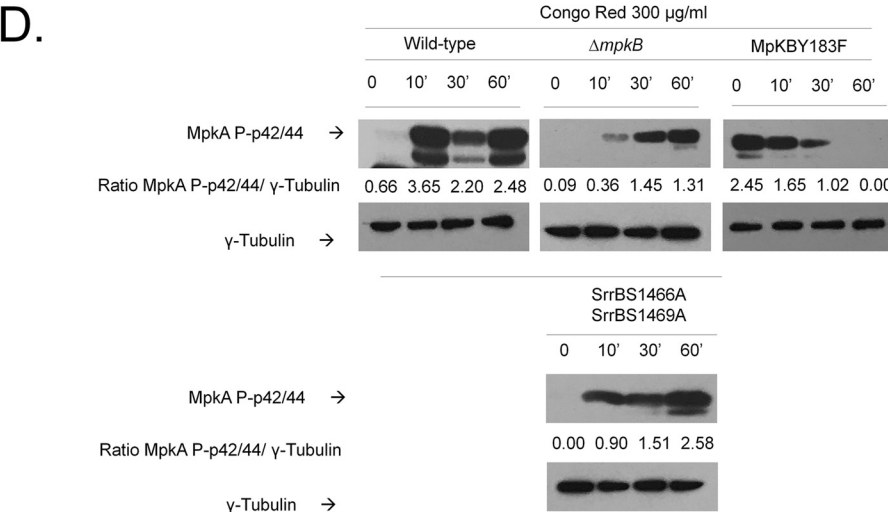 D.
Congo Red 300 µg/ml
Wild-type ΔmpkB MpKBY183F
0 10’ 30’ 60’ 0 10’ 30’ 60’ 0 10’ 30’ 60’
MpkA P-p42/44 →
Ratio MpkA P-p42/44/ γ-Tubulin 0.66 3.65 2.20 2.48 0.09 0.36 1.45 1.31 2.45 1.65 1.02 0.00
γ-Tubulin →
SrrBS1466A
SrrBS1469A
0 10’ 30’ 60’
MpkA P-p42/44 →
Ratio MpkA P-p42/44/ γ-Tubulin 0.00 0.90 1.51 2.58
γ-Tubulin →